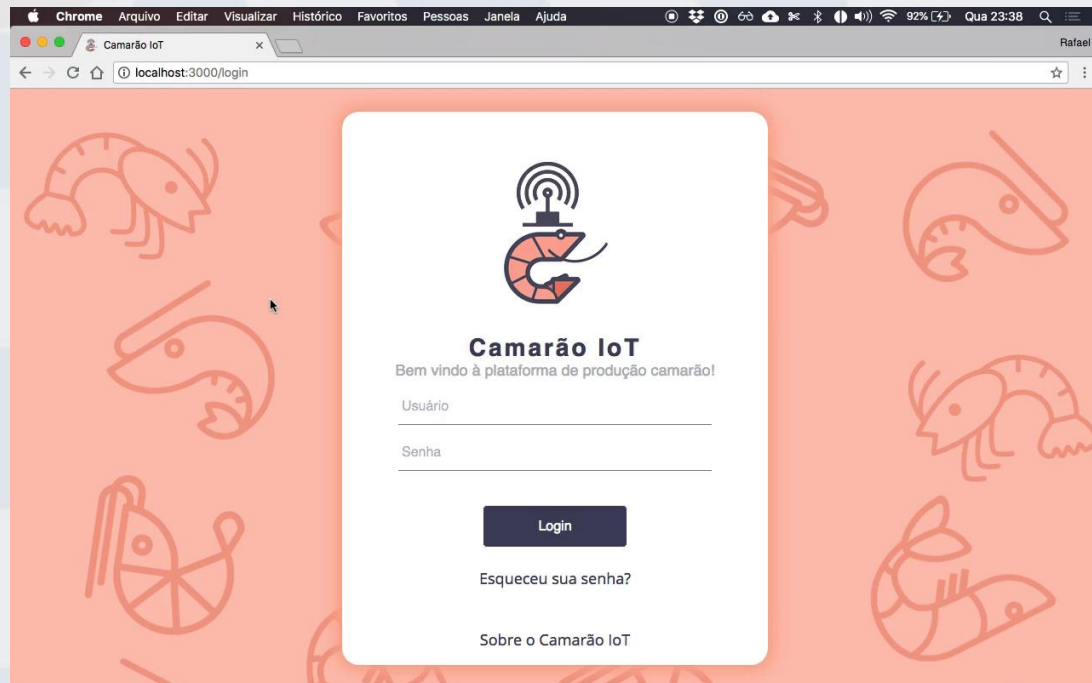 Chrome Arquivo Editar Visualizar Histórico Favoritos Pessoas Janela Ajuda 92% Qua 23:38
Camarão IoT
Rafael
localhost:3000/login
Camarão IoT
Bem vindo à plataforma de produção camarão!
Usuário
Senha
Login
Esqueceu sua senha?
Sobre o Camarão IoT